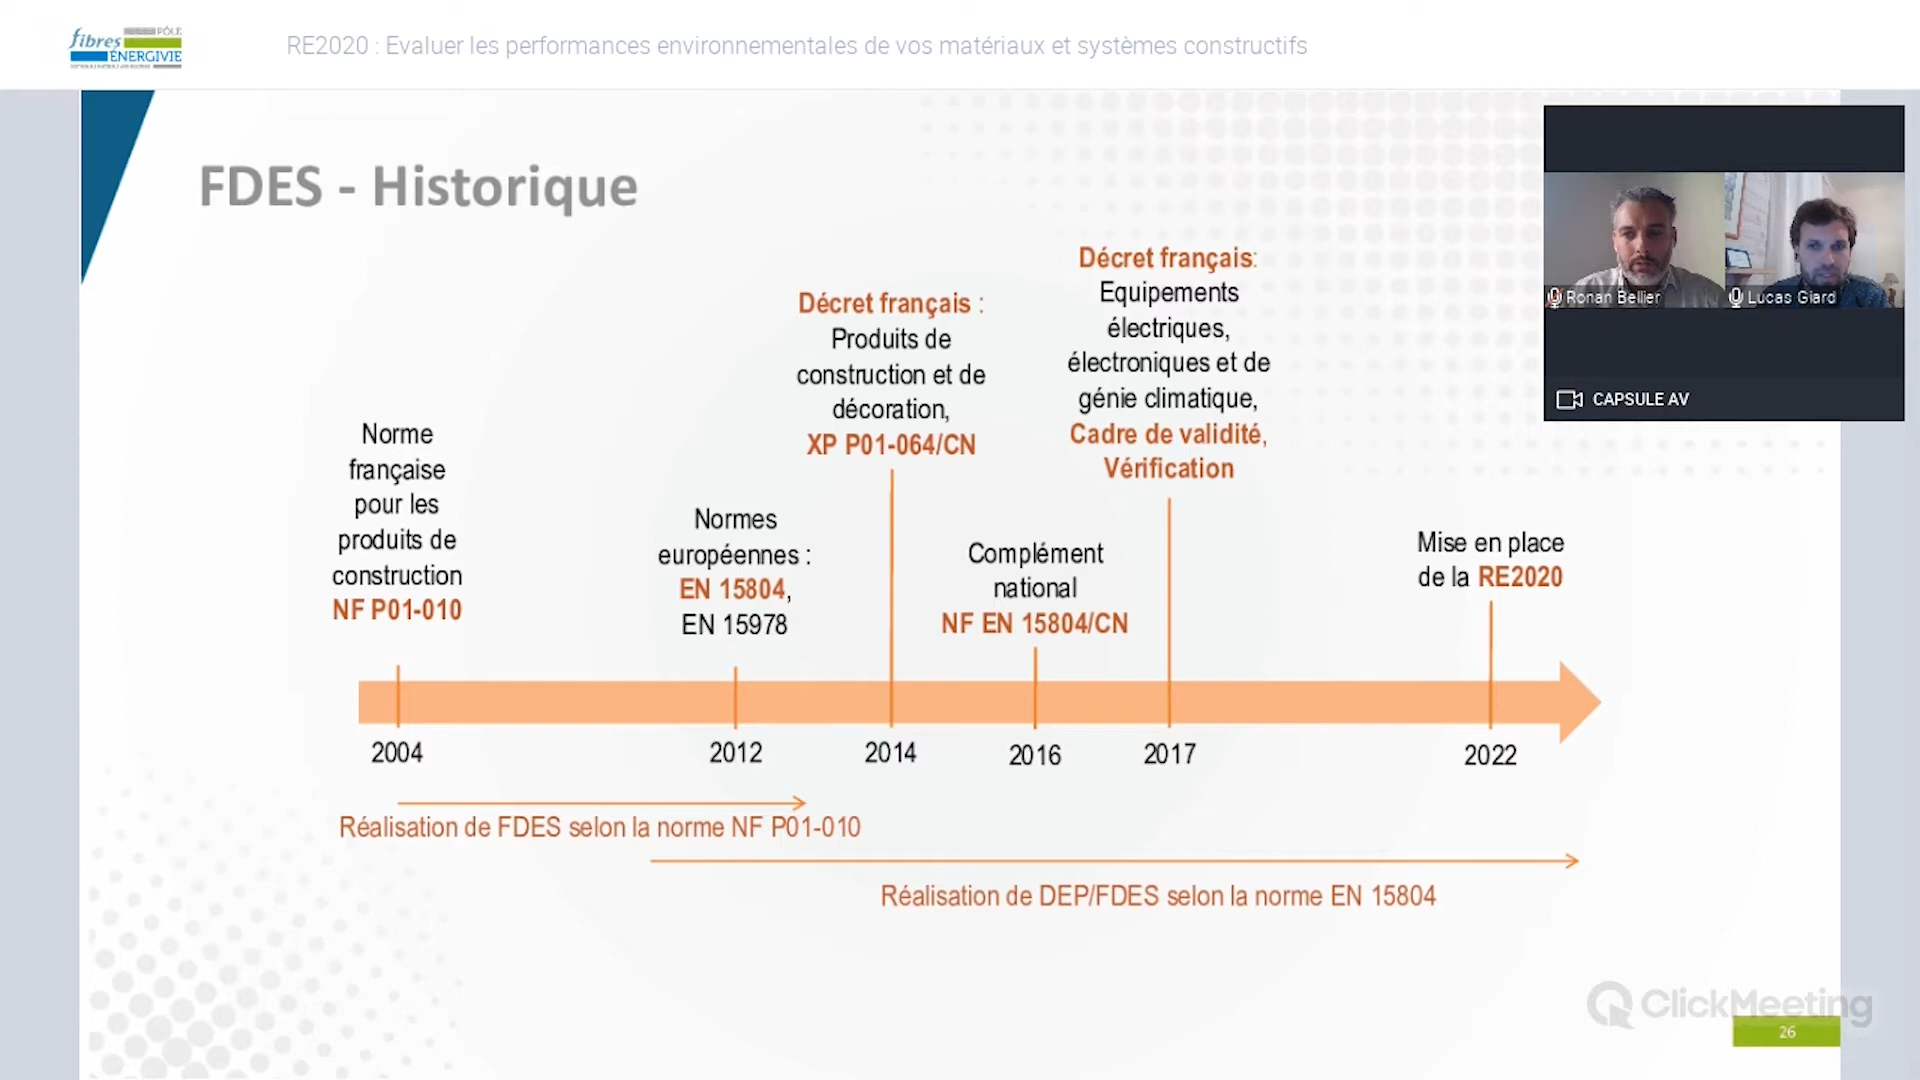 fibres
PÔLE
ÉNERGIVIE
RE2020 : Evaluer les performances environnementales de vos matériaux et systèmes constructifs
FDES - Historique
Norme
française
pour les
produits de
construction
NF P01-010
Normes
européennes :
EN 15804,
EN 15978
Décret français :
Produits de
construction et de
décoration,
XP P01-064/CN
Complément
national
NF EN 15804/CN
Décret français:
Equipements
électriques,
électroniques et de
génie climatique,
Cadre de validité,
Vérification
Mise en place
de la RE2020
2004
2012
2014
2016
2017
2022
Réalisation de FDES selon la norme NF P01-010
Réalisation de DEP/FDES selon la norme EN 15804
Ronan Bellier
Lucas Giard
CAPSULE AV
ClickMeeting
26